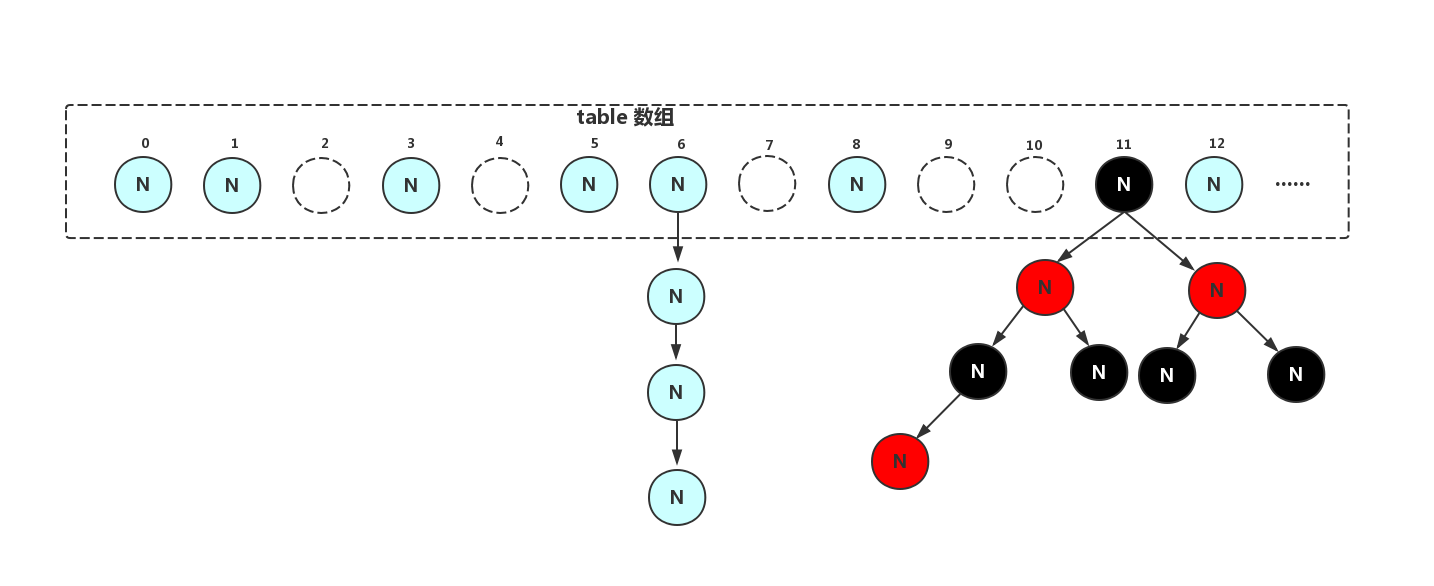 table 数组
0 1 2 3 4 5 6 7 8 9 10 11 12
N N N N N N N N ······
N N N
N N N N N
N
N